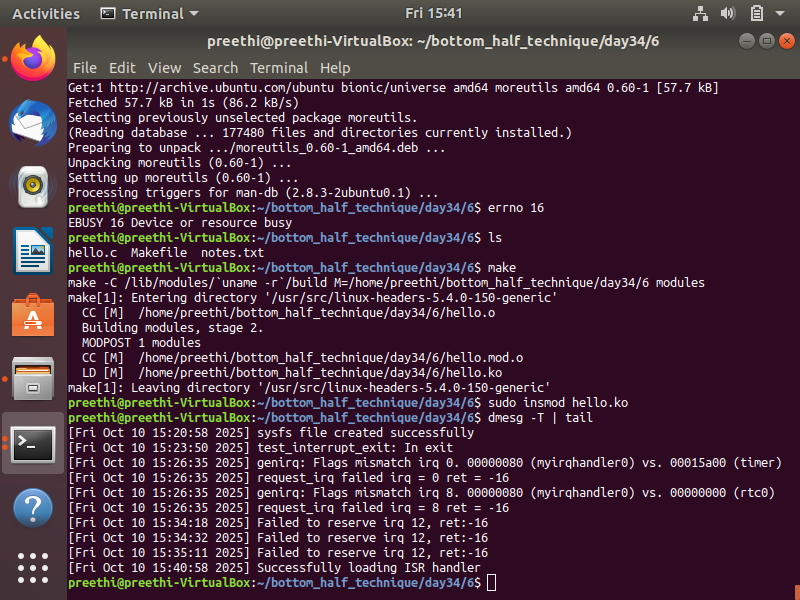 Activities Terminal Fri 15:41
preethi@preethi-VirtualBox: ~/bottom_half_technique/day34/6
File Edit View Search Terminal Help
Get:1 http://archive.ubuntu.com/ubuntu bionic/universe amd64 moreutils amd64 0.60-1 [57.7 kB]
Fetched 57.7 kB in 1s (86.2 kB/s)
Selecting previously unselected package moreutils.
(Reading database ... 177480 files and directories currently installed.)
Preparing to unpack .../moreutils_0.60-1_amd64.deb ...
Unpacking moreutils (0.60-1) ...
Setting up moreutils (0.60-1) ...
Processing triggers for man-db (2.8.3-2ubuntu0.1) ...
preethi@preethi-VirtualBox:~/bottom_half_technique/day34/6$ errno 16
EBUSY 16 Device or resource busy
preethi@preethi-VirtualBox:~/bottom_half_technique/day34/6$ ls
hello.c  Makefile  notes.txt
preethi@preethi-VirtualBox:~/bottom_half_technique/day34/6$ make
make -C /lib/modules/`uname -r`/build M=/home/preethi/bottom_half_technique/day34/6 modules
make[1]: Entering directory '/usr/src/linux-headers-5.4.0-150-generic'
  CC [M]  /home/preethi/bottom_half_technique/day34/6/hello.o
  Building modules, stage 2.
  MODPOST 1 modules
  CC [M]  /home/preethi/bottom_half_technique/day34/6/hello.mod.o
  LD [M]  /home/preethi/bottom_half_technique/day34/6/hello.ko
make[1]: Leaving directory '/usr/src/linux-headers-5.4.0-150-generic'
preethi@preethi-VirtualBox:~/bottom_half_technique/day34/6$ sudo insmod hello.ko
preethi@preethi-VirtualBox:~/bottom_half_technique/day34/6$ dmesg -T | tail
[Fri Oct 10 15:20:58 2025] sysfs file created successfully
[Fri Oct 10 15:23:50 2025] test_interrupt_exit: In exit
[Fri Oct 10 15:26:35 2025] genirq: Flags mismatch irq 0. 00000080 (myirqhandler0) vs. 00015a00 (timer)
[Fri Oct 10 15:26:35 2025] request_irq failed irq = 0 ret = -16
[Fri Oct 10 15:26:35 2025] genirq: Flags mismatch irq 8. 00000080 (myirqhandler0) vs. 00000000 (rtc0)
[Fri Oct 10 15:26:35 2025] request_irq failed irq = 8 ret = -16
[Fri Oct 10 15:34:18 2025] Failed to reserve irq 12, ret:-16
[Fri Oct 10 15:34:32 2025] Failed to reserve irq 12, ret:-16
[Fri Oct 10 15:35:11 2025] Failed to reserve irq 12, ret:-16
[Fri Oct 10 15:40:58 2025] Successfully loading ISR handler
preethi@preethi-VirtualBox:~/bottom_half_technique/day34/6$